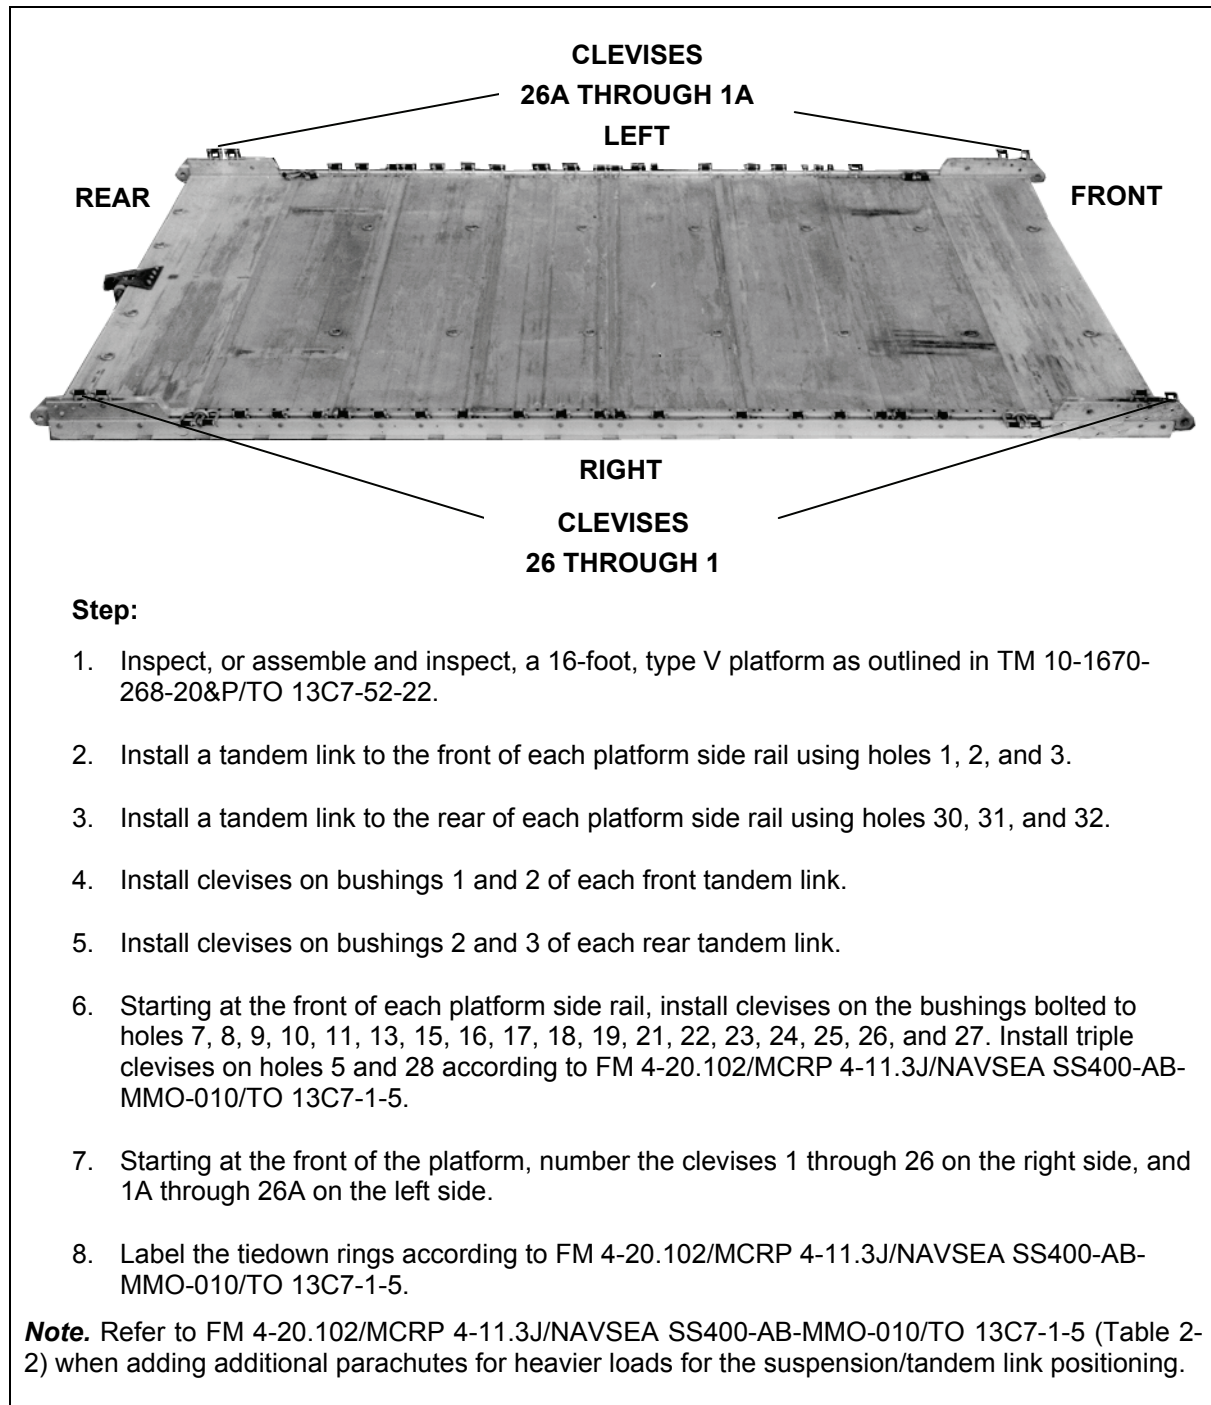 CLEVISES
26A THROUGH 1A
LEFT
REAR
FRONT
RIGHT
CLEVISES
26 THROUGH 1
Step:
1. Inspect, or assemble and inspect, a 16-foot, type V platform as outlined in TM 10-1670-
268-20&P/TO 13C7-52-22.
2. Install a tandem link to the front of each platform side rail using holes 1, 2, and 3.
3. Install a tandem link to the rear of each platform side rail using holes 30, 31, and 32.
4. Install clevises on bushings 1 and 2 of each front tandem link.
5. Install clevises on bushings 2 and 3 of each rear tandem link.
6. Starting at the front of each platform side rail, install clevises on the bushings bolted to
holes 7, 8, 9, 10, 11, 13, 15, 16, 17, 18, 19, 21, 22, 23, 24, 25, 26, and 27. Install triple
clevises on holes 5 and 28 according to FM 4-20.102/MCRP 4-11.3J/NAVSEA SS400-AB-
MMO-010/TO 13C7-1-5.
7. Starting at the front of the platform, number the clevises 1 through 26 on the right side, and
1A through 26A on the left side.
8. Label the tiedown rings according to FM 4-20.102/MCRP 4-11.3J/NAVSEA SS400-AB-
MMO-010/TO 13C7-1-5.
Note. Refer to FM 4-20.102/MCRP 4-11.3J/NAVSEA SS400-AB-MMO-010/TO 13C7-1-5 (Table 2-
2) when adding additional parachutes for heavier loads for the suspension/tandem link positioning.